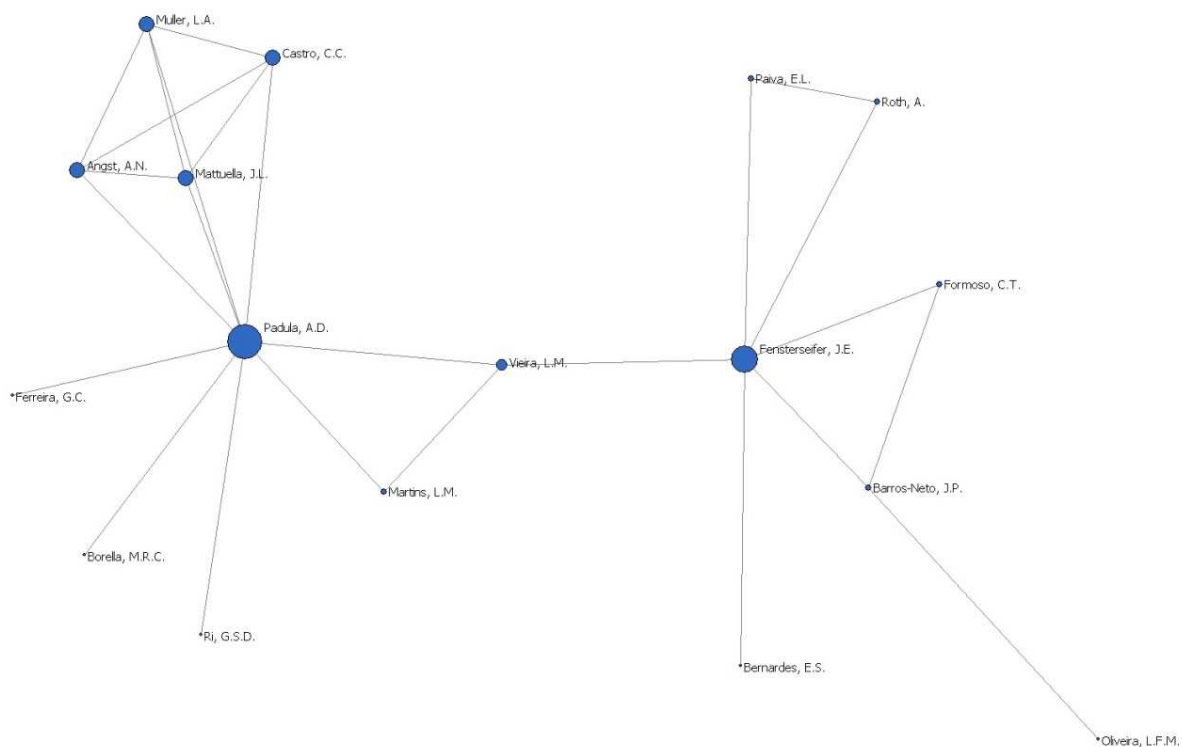 Muller, L.A.
Castro, C.C.
Paiva, E.L.
Roth, A.
Angst, A.N.
Mattuella, J.L.
Formoso, C.T.
Padula, A.D.
Vieira, L.M.
Fensterseifer, J.E.
Ferreira, G.C.
Martins, L.M.
Barros-Neto, J.P.
Borella, M.R.C.
Ri, G.S.D.
Bernardes, E.S.
Oliveira, L.F.M.